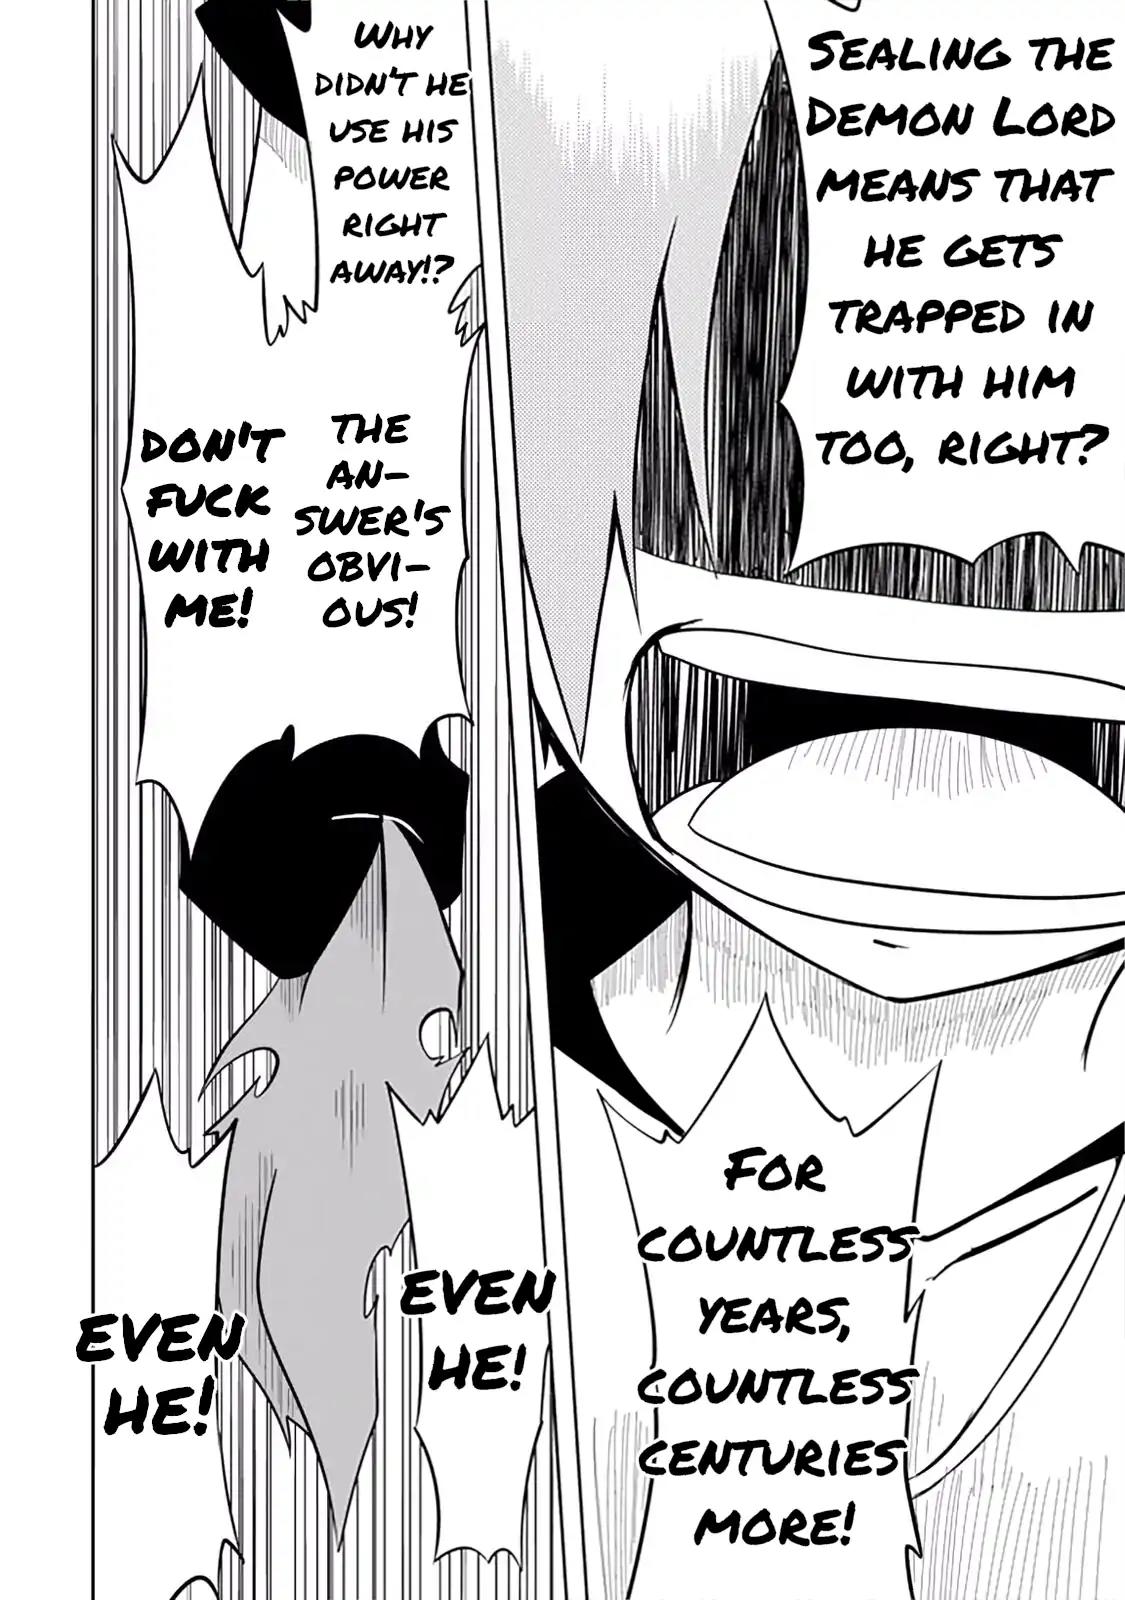 SEALING THE
DEMON LORD
MEANS THAT
HE GETS
TRAPPED IN
WITH HIM
TOO, RIGHT?
FOR
COUNTLESS
YEARS,
COUNTLESS
CENTURIES
MORE!
WHY
DIDN'T HE
USE HIS
POWER
RIGHT
AWAY!?
THE
AN-
SWER'S
OBVI-
OUS!
DON'T
FUCK
WITH
ME!
EVEN
HE!
EVEN
HE!